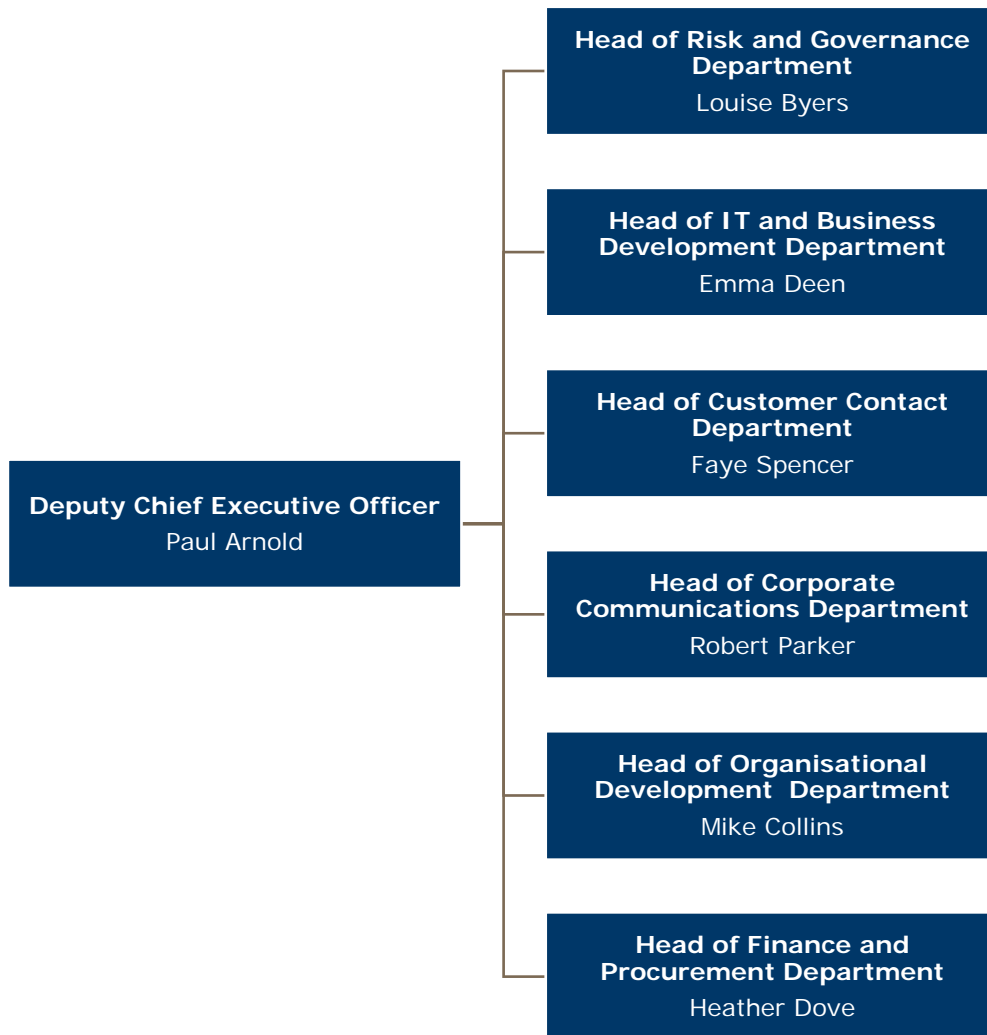 Head of Risk and Governance
Department
Louise Byers
Head of IT and Business
Development Department
Emma Deen
Head of Customer Contact
Department
Faye Spencer
Deputy Chief Executive Officer
Paul Arnold
Head of Corporate
Communications Department
Robert Parker
Head of Organisational
Development  Department
Mike Collins
Head of Finance and
Procurement Department
Heather Dove